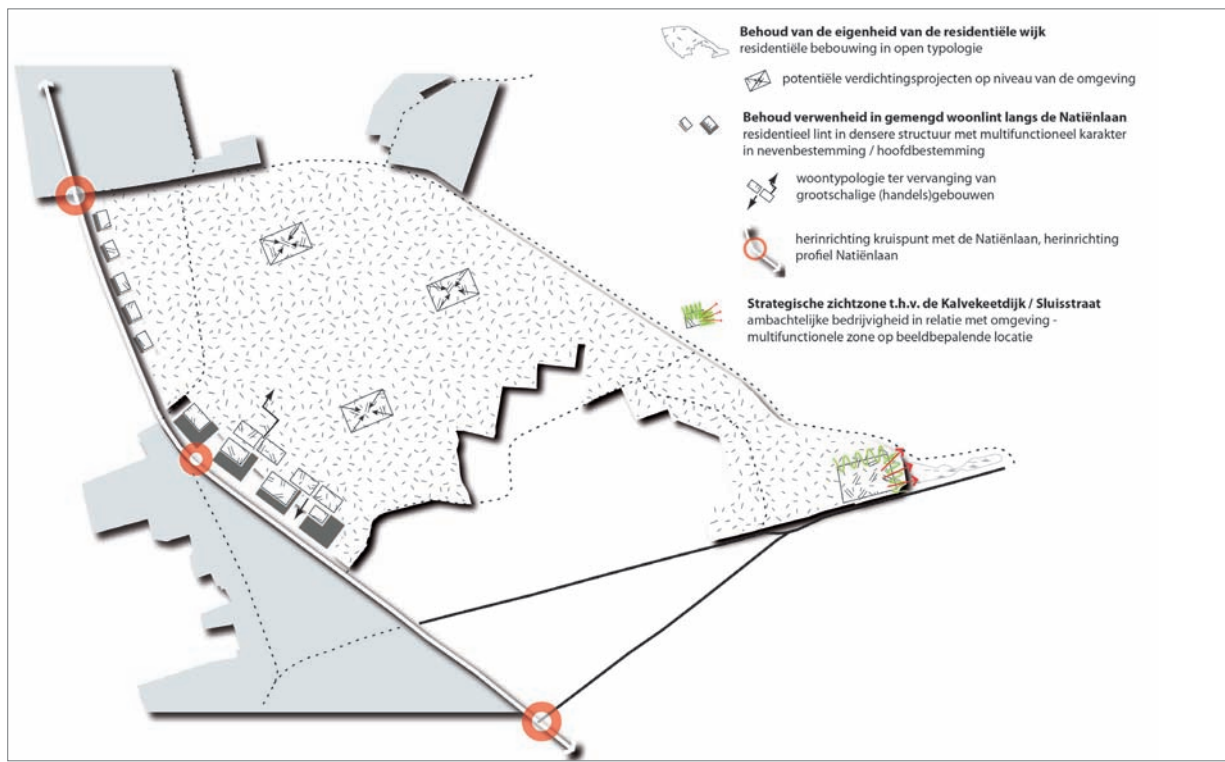 Behoud van de eigenheid van de residentiële wijk
residentiële bebouwing in open typologie
potentiële verdichtingsprojecten op niveau van de omgeving
Behoud verwenheid in gemengd woonlint langs de Natiënlaan
residentieel lint in densere structuur met multifunctioneel karakter
in nevenbestemming / hoofdbestemming
woontypologie ter vervanging van
grootschalige (handels)gebouwen
herinrichting kruispunt met de Natiënlaan, herinrichting
profiel Natiënlaan
Strategische zichtzone t.h.v. de Kalvekeetdijk / Sluisstraat
ambachtelijke bedrijvigheid in relatie met omgeving -
multifunctionele zone op beeldbepalende locatie